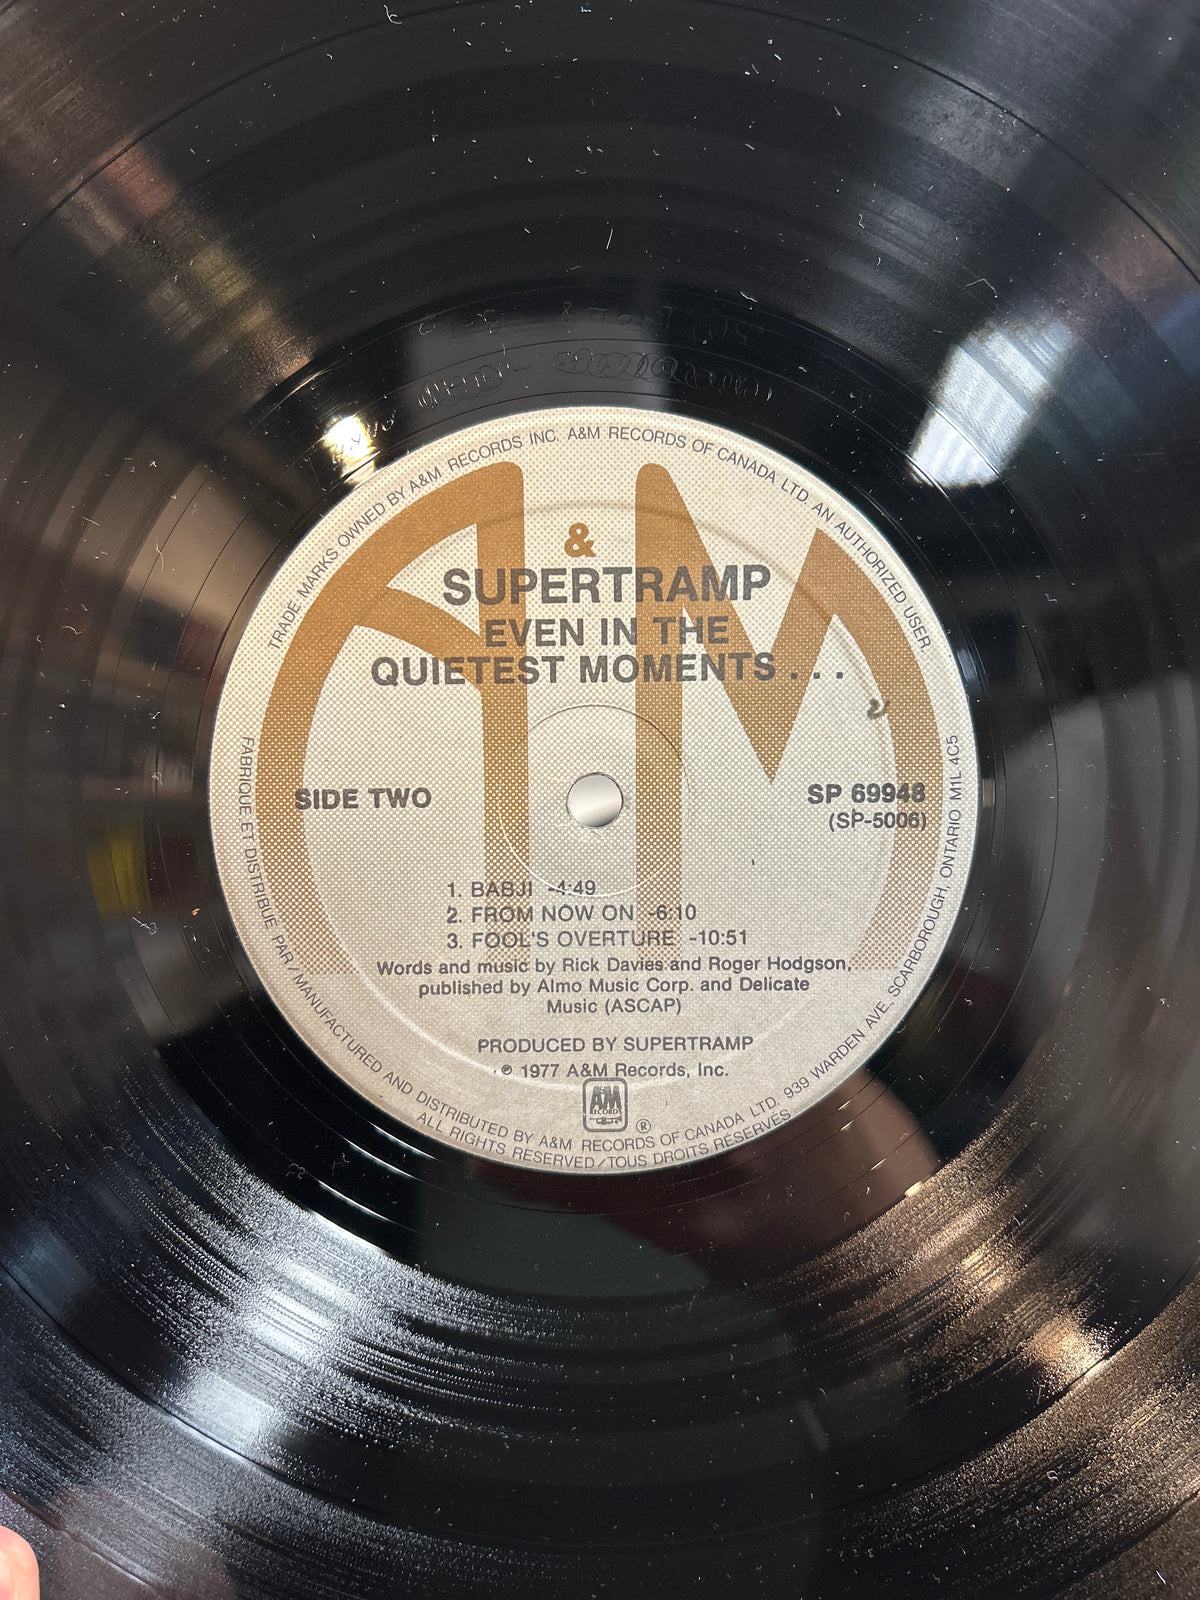 TRADE MARKS OWNED BY A&M RECORDS INC. A&M RECORDS OF CANADA LTD. AN AUTHORIZED USER
&
SUPERTRAMP
EVEN IN THE
QUIETEST MOMENTS . . .
SIDE TWO
SP 69948
(SP-5006)
1. BABJI -4:49
2. FROM NOW ON -6:10
3. FOOL'S OVERTURE -10:51
Words and music by Rick Davies and Roger Hodgson,
published by Almo Music Corp. and Delicate
Music (ASCAP)
PRODUCED BY SUPERTRAMP
℗ 1977 A&M Records, Inc.
A&M
RECORDS
®
FABRIQUE ET DISTRIBUE PAR / MANUFACTURED AND DISTRIBUTED BY A&M RECORDS OF CANADA LTD. 939 WARDEN AVE., SCARBOROUGH, ONTARIO M1L 4C5
ALL RIGHTS RESERVED/TOUS DROITS RESERVÉS